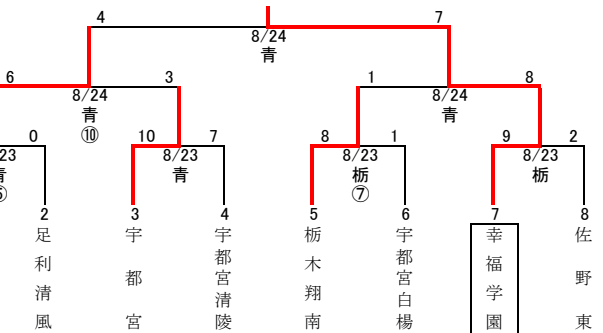 4 7
8/24
青
6 3 1 8
8/24 8/24
青 青
⑩
0 10 7 8 1 9 2
23 8/23 8/23 8/23
青 青 栃 栃
⑦
2 3 4 5 6 7 8
足利清風
宇都宮
宇都宮清陵
栃木翔南
宇都宮白楊
幸福学園
佐野東